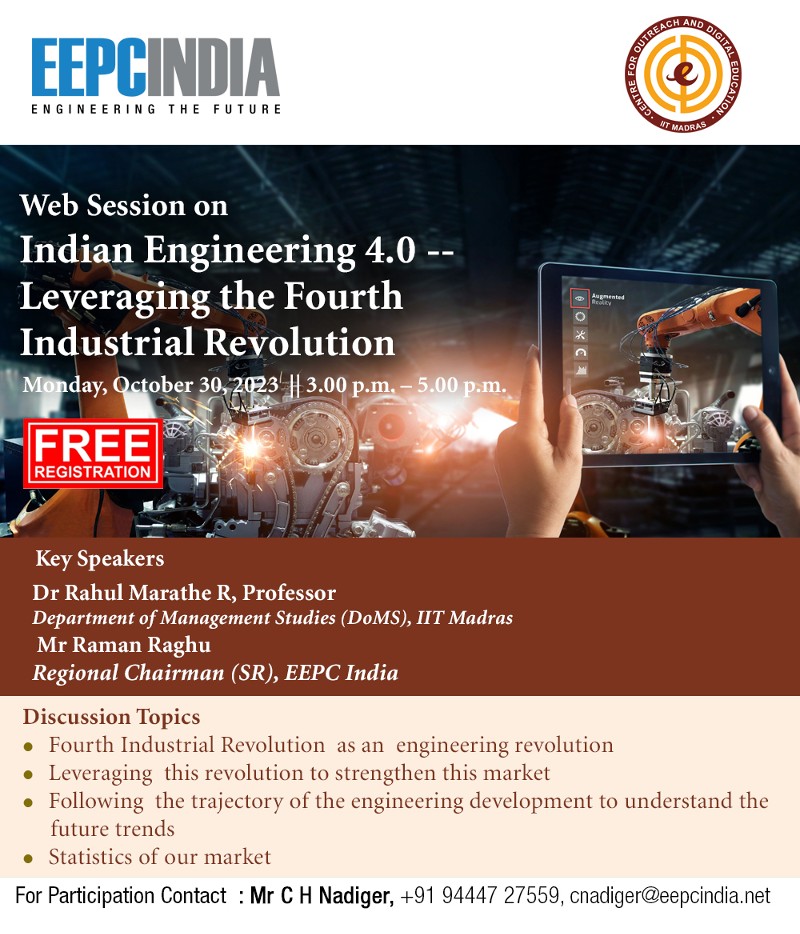 EEPCINDIA
ENGINEERING THE FUTURE
CENTRE FOR OUTREACH AND DIGITAL EDUCATION
IIT MADRAS
e
Web Session on
Indian Engineering 4.0 --
Leveraging the Fourth
Industrial Revolution
Monday, October 30, 2023 || 3.00 p.m. – 5.00 p.m.
Augmented
Reality
FREE
REGISTRATION
Key Speakers
Dr Rahul Marathe R, Professor
Department of Management Studies (DoMS), IIT Madras
Mr Raman Raghu
Regional Chairman (SR), EEPC India
Discussion Topics
● Fourth Industrial Revolution as an engineering revolution
● Leveraging this revolution to strengthen this market
● Following the trajectory of the engineering development to understand the
future trends
● Statistics of our market
For Participation Contact : Mr C H Nadiger, +91 94447 27559, cnadiger@eepcindia.net